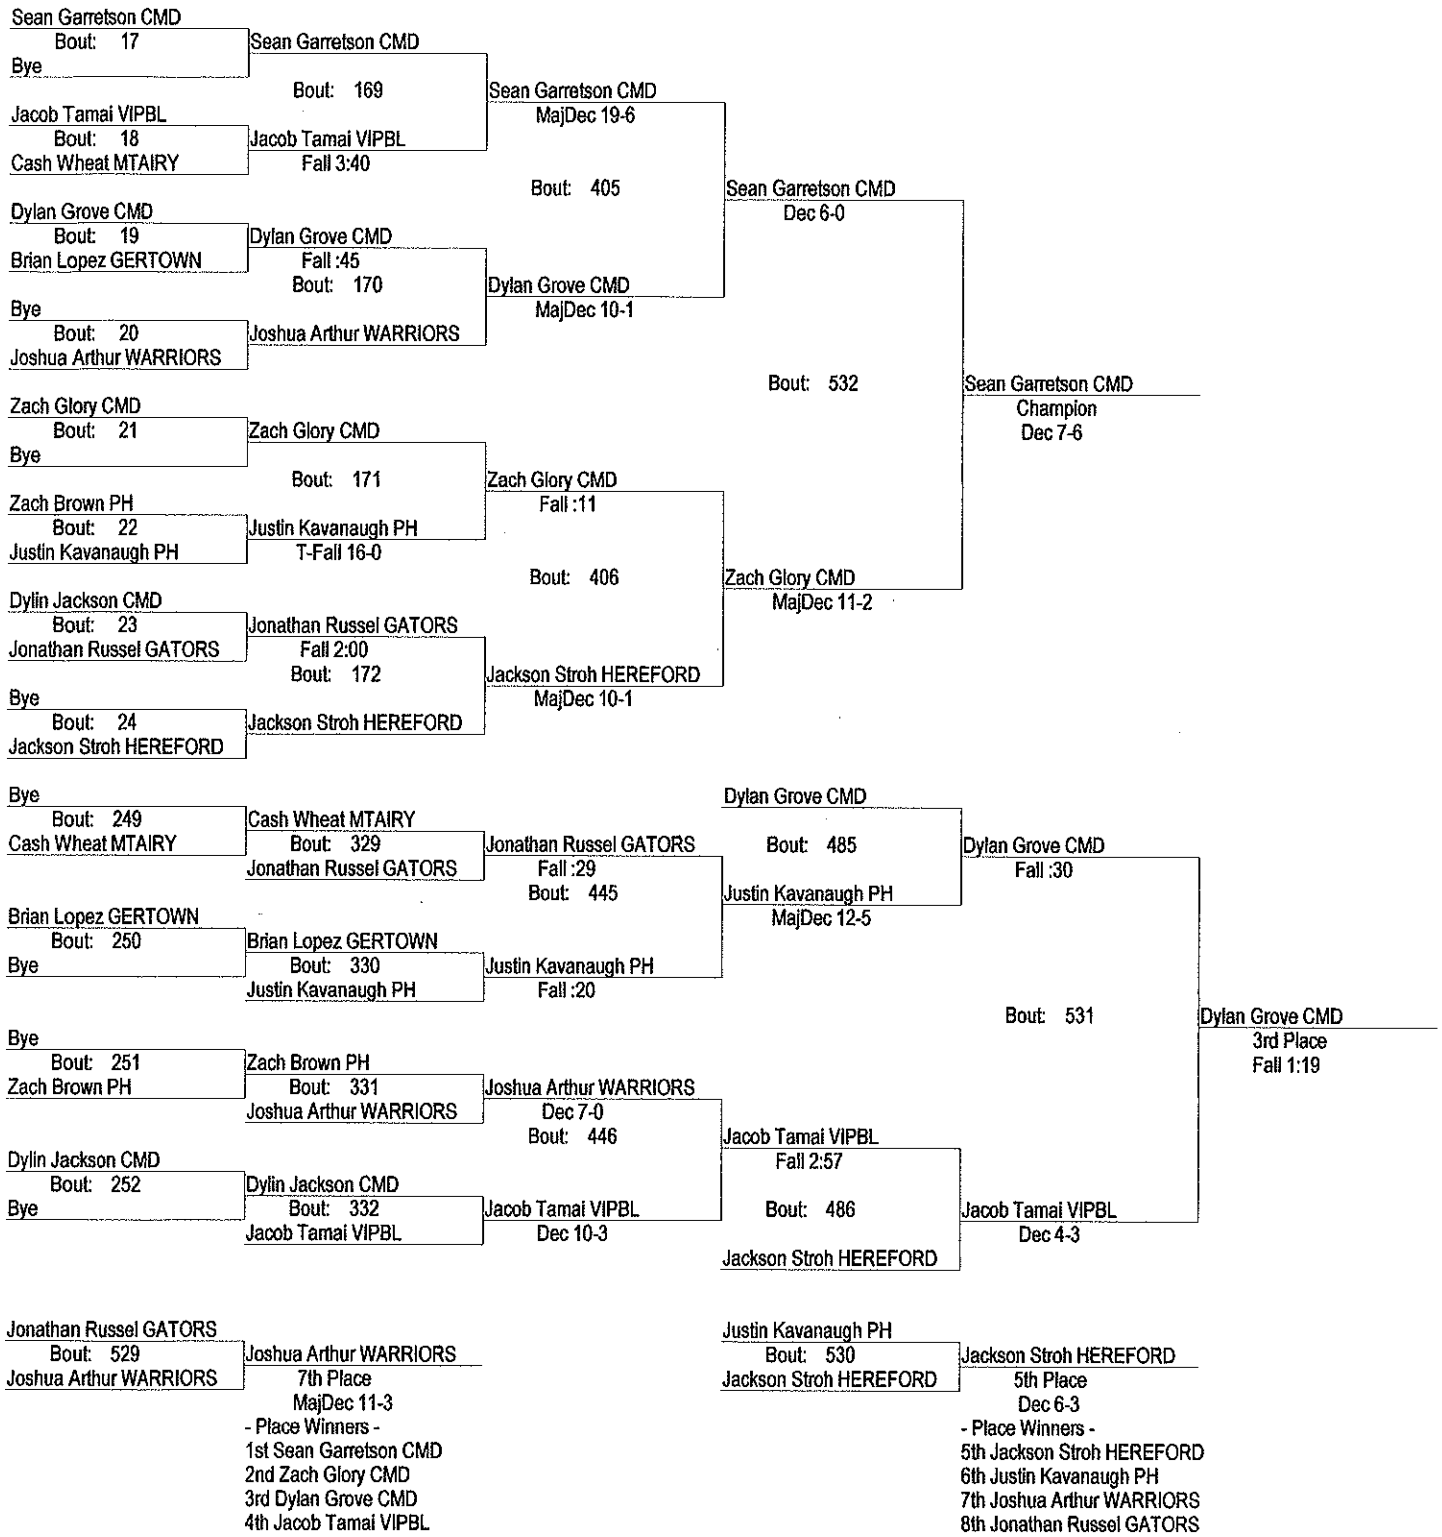 Sean Garretson CMD
Bout: 17
Bye
Sean Garretson CMD
Bout: 169
Jacob Tamai VIPBL
Bout: 18
Cash Wheat MTAIRY
Jacob Tamai VIPBL
Fall 3:40
Sean Garretson CMD
MajDec 19-6
Bout: 405
Dylan Grove CMD
Bout: 19
Brian Lopez GERTOWN
Dylan Grove CMD
Fall :45
Bout: 170
Bye
Bout: 20
Joshua Arthur WARRIORS
Joshua Arthur WARRIORS
Dylan Grove CMD
MajDec 10-1
Sean Garretson CMD
Dec 6-0
Bout: 532
Sean Garretson CMD
Champion
Dec 7-6
Zach Glory CMD
Bout: 21
Bye
Zach Glory CMD
Bout: 171
Zach Brown PH
Bout: 22
Justin Kavanaugh PH
Justin Kavanaugh PH
T-Fall 16-0
Zach Glory CMD
Fall :11
Bout: 406
Dylin Jackson CMD
Bout: 23
Jonathan Russel GATORS
Jonathan Russel GATORS
Fall 2:00
Bout: 172
Bye
Bout: 24
Jackson Stroh HEREFORD
Jackson Stroh HEREFORD
Jackson Stroh HEREFORD
MajDec 10-1
Zach Glory CMD
MajDec 11-2
Bye
Bout: 249
Cash Wheat MTAIRY
Cash Wheat MTAIRY
Bout: 329
Jonathan Russel GATORS
Jonathan Russel GATORS
Fall :29
Bout: 445
Brian Lopez GERTOWN
Bout: 250
Bye
Brian Lopez GERTOWN
Bout: 330
Justin Kavanaugh PH
Justin Kavanaugh PH
Fall :20
Dylan Grove CMD
Bout: 485
Justin Kavanaugh PH
MajDec 12-5
Dylan Grove CMD
Fall :30
Bout: 531
Dylan Grove CMD
3rd Place
Fall 1:19
Bye
Bout: 251
Zach Brown PH
Zach Brown PH
Bout: 331
Joshua Arthur WARRIORS
Joshua Arthur WARRIORS
Dec 7-0
Bout: 446
Dylin Jackson CMD
Bout: 252
Bye
Dylin Jackson CMD
Bout: 332
Jacob Tamai VIPBL
Jacob Tamai VIPBL
Dec 10-3
Jacob Tamai VIPBL
Fall 2:57
Bout: 486
Jackson Stroh HEREFORD
Jacob Tamai VIPBL
Dec 4-3
Jonathan Russel GATORS
Bout: 529
Joshua Arthur WARRIORS
Joshua Arthur WARRIORS
7th Place
MajDec 11-3
- Place Winners -
1st Sean Garretson CMD
2nd Zach Glory CMD
3rd Dylan Grove CMD
4th Jacob Tamai VIPBL
Justin Kavanaugh PH
Bout: 530
Jackson Stroh HEREFORD
Jackson Stroh HEREFORD
5th Place
Dec 6-3
- Place Winners -
5th Jackson Stroh HEREFORD
6th Justin Kavanaugh PH
7th Joshua Arthur WARRIORS
8th Jonathan Russel GATORS